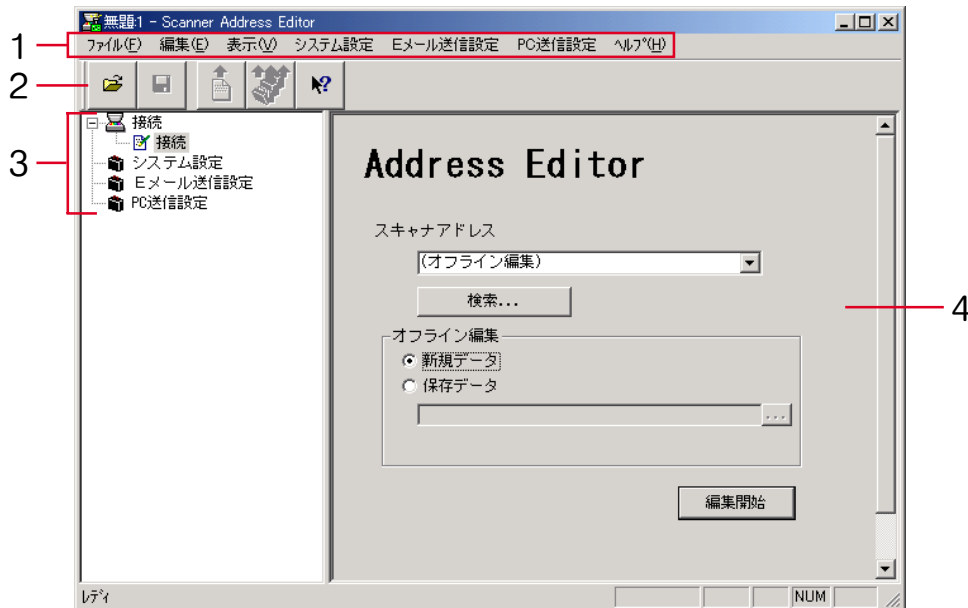 無題:1 - Scanner Address Editor
1
ファイル(F) 編集(E) 表示(V) システム設定 Eメール送信設定 PC送信設定 ヘルプ(H)
2
3
接続
接続
システム設定
Eメール送信設定
PC送信設定
Address Editor
スキャナアドレス
(オフライン編集)
検索...
4
オフライン編集
新規データ
保存データ
...
編集開始
レディ
NUM